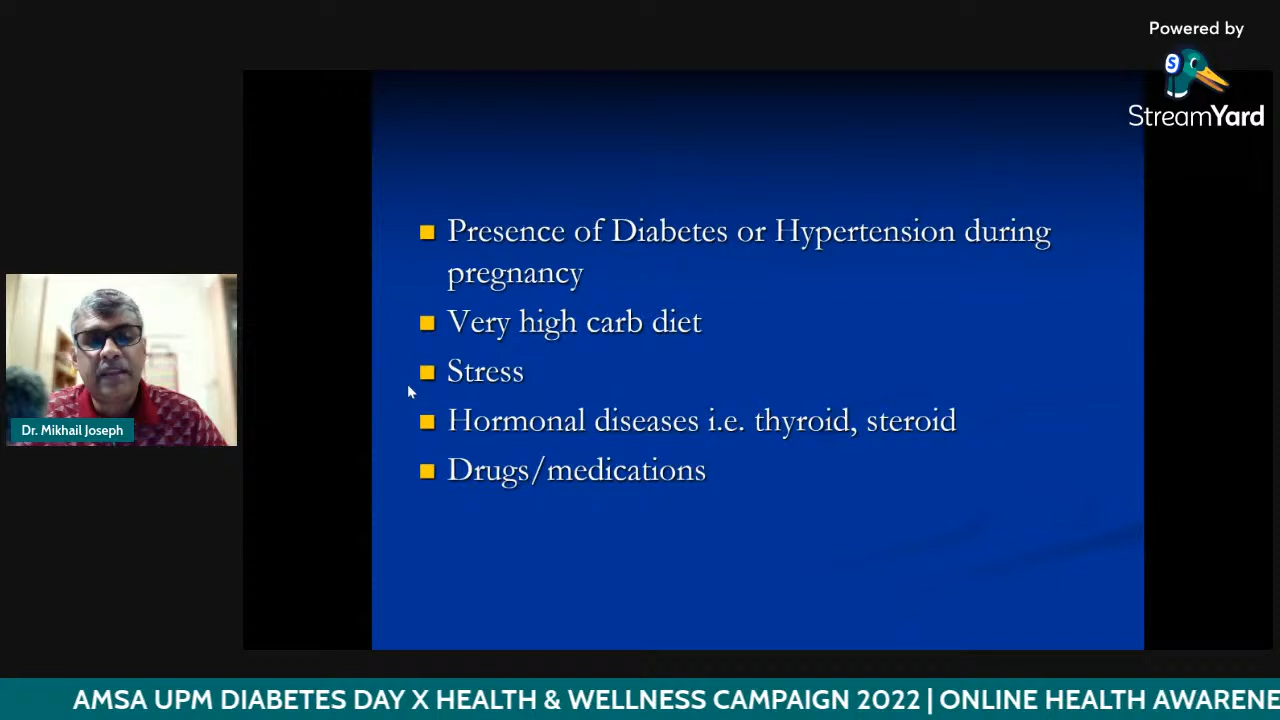 Powered by
StreamYard
Presence of Diabetes or Hypertension during
pregnancy
Very high carb diet
Stress
Hormonal diseases i.e. thyroid, steroid
Drugs/medications
Dr. Mikhail Joseph
AMSA UPM DIABETES DAY X HEALTH & WELLNESS CAMPAIGN 2022 | ONLINE HEALTH AWARENE